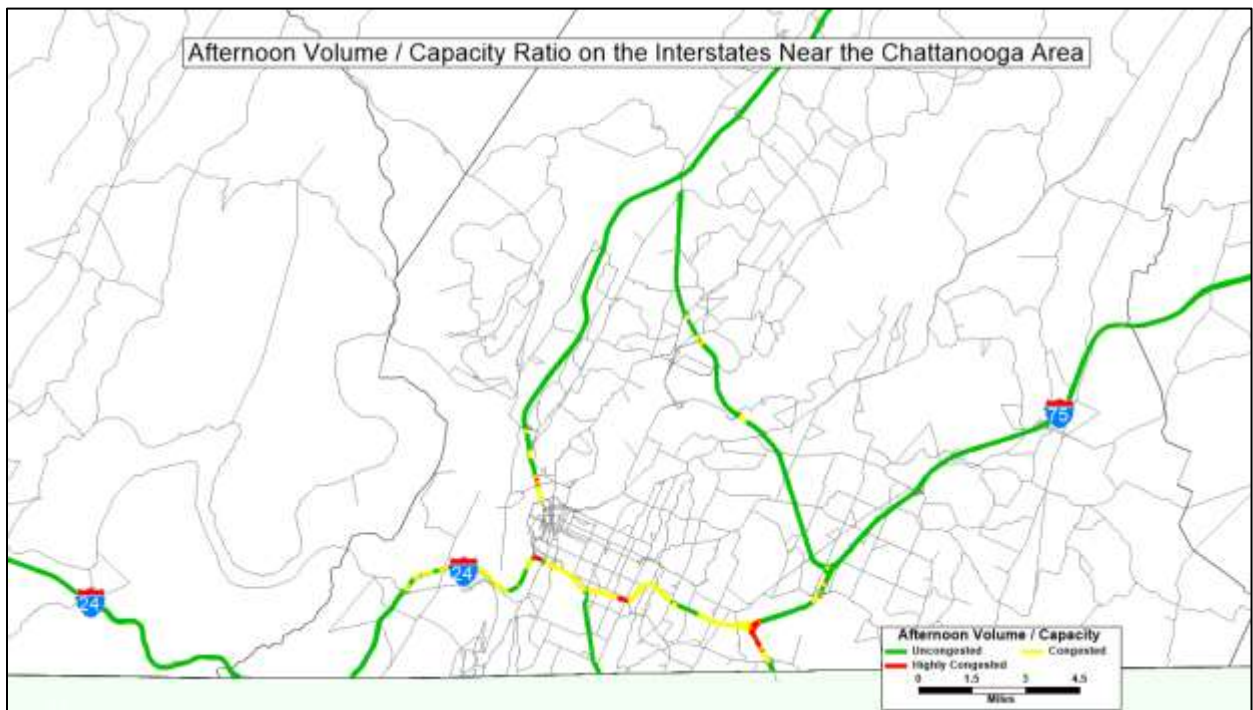 Afternoon Volume / Capacity Ratio on the Interstates Near the Chattanooga Area
75
24
24
Afternoon Volume / Capacity
Uncongested Congested
Highly Congested
0 1.5 3 4.5
Miles